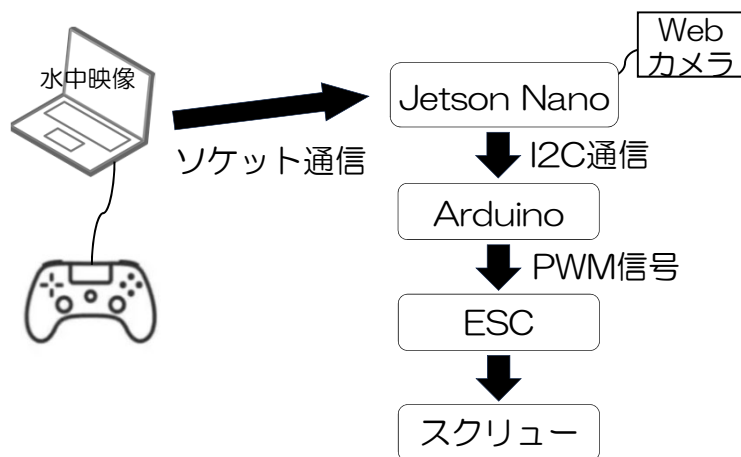 水中映像
ソケット通信
Web
カメラ
Jetson Nano
I2C通信
Arduino
PWM信号
ESC
スクリュー